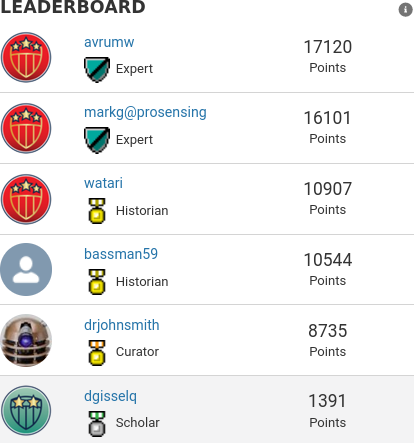 LEADERBOARD
avrumw
17120
Expert
Points
markg@prosensing
16101
Expert
Points
watari
10907
Historian
Points
bassman59
10544
Historian
Points
drjohnsmith
8735
Curator
Points
dgisselq
1391
Scholar
Points